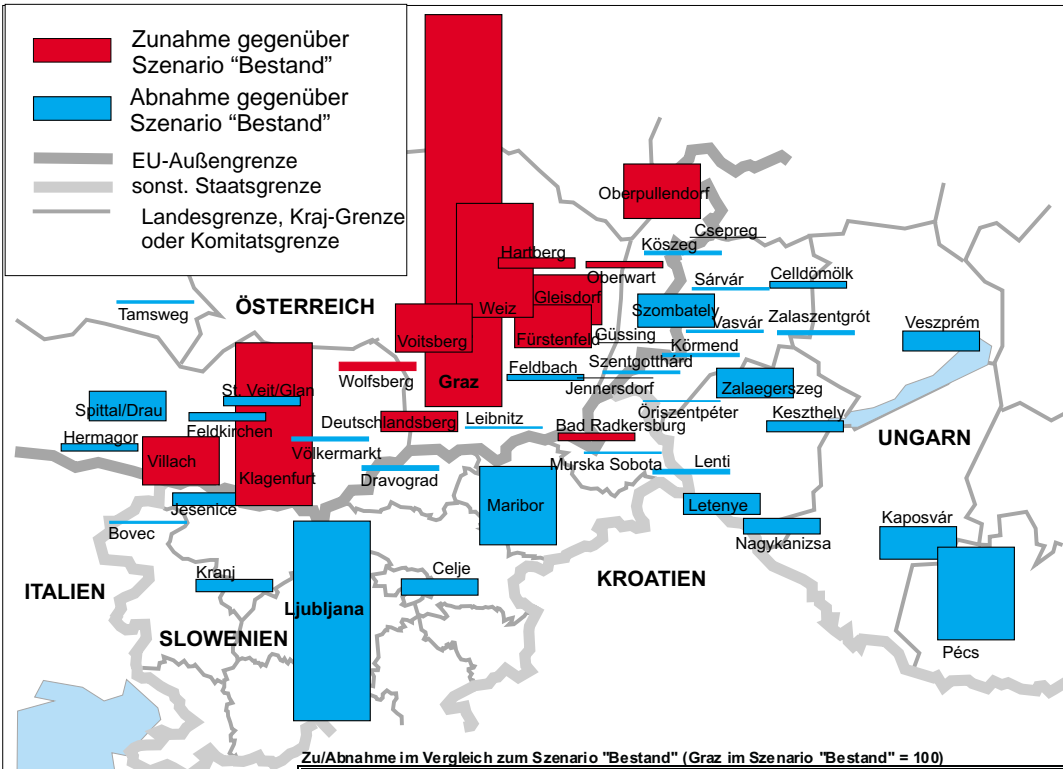 Zunahme gegenüber
Szenario “Bestand”
Abnahme gegenüber
Szenario “Bestand”
EU-Außengrenze
sonst. Staatsgrenze
Landesgrenze, Kraj-Grenze
oder Komitatsgrenze
Oberpullendorf
Csepreg
Köszeg
Hartberg
Oberwart
Sárvár
Celldömölk
ÖSTERREICH
Tamsweg
Weiz
Gleisdorf
Szombately
Vasvár
Zalaszentgrót
Veszprém
Voitsberg
Fürstenfeld
Güssing
Körmend
Wolfsberg
Graz
Feldbach
Szentgotthárd
Jennersdorf
Zalaegerszeg
St. Veit/Glan
Spittal/Drau
Feldkirchen
Deutschlandsberg
Leibnitz
Bad Radkersburg
Öriszentpéter
Keszthely
UNGARN
Hermagor
Villach
Klagenfurt
Völkermarkt
Dravograd
Murska Sobota
Lenti
Jesenice
Maribor
Letenye
Bovec
Nagykanizsa
Kaposvár
Kranj
Celje
KROATIEN
ITALIEN
Ljubljana
SLOWENIEN
Pécs
Zu/Abnahme im Vergleich zum Szenario "Bestand" (Graz im Szenario "Bestand" = 100)